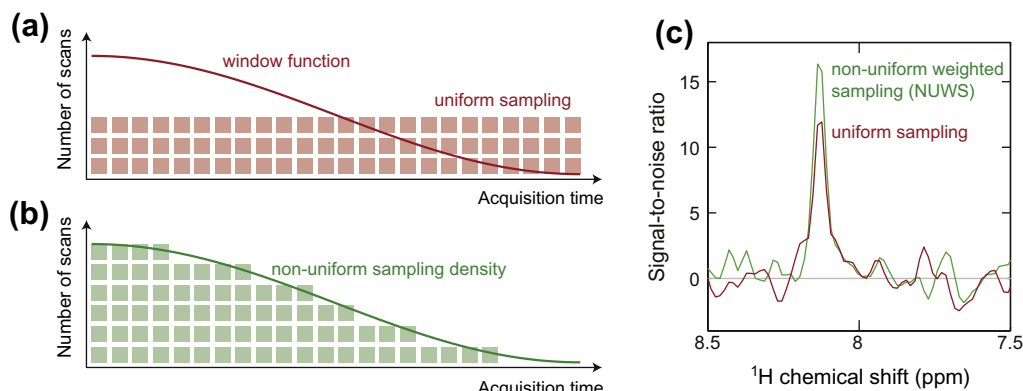 (a)
Number of scans
window function
uniform sampling
Acquisition time
(b)
Number of scans
non-uniform sampling density
Acquisition time
(c)
Signal-to-noise ratio
15
10
5
0
non-uniform weighted
sampling (NUWS)
uniform sampling
8.5
8
7.5
¹H chemical shift (ppm)